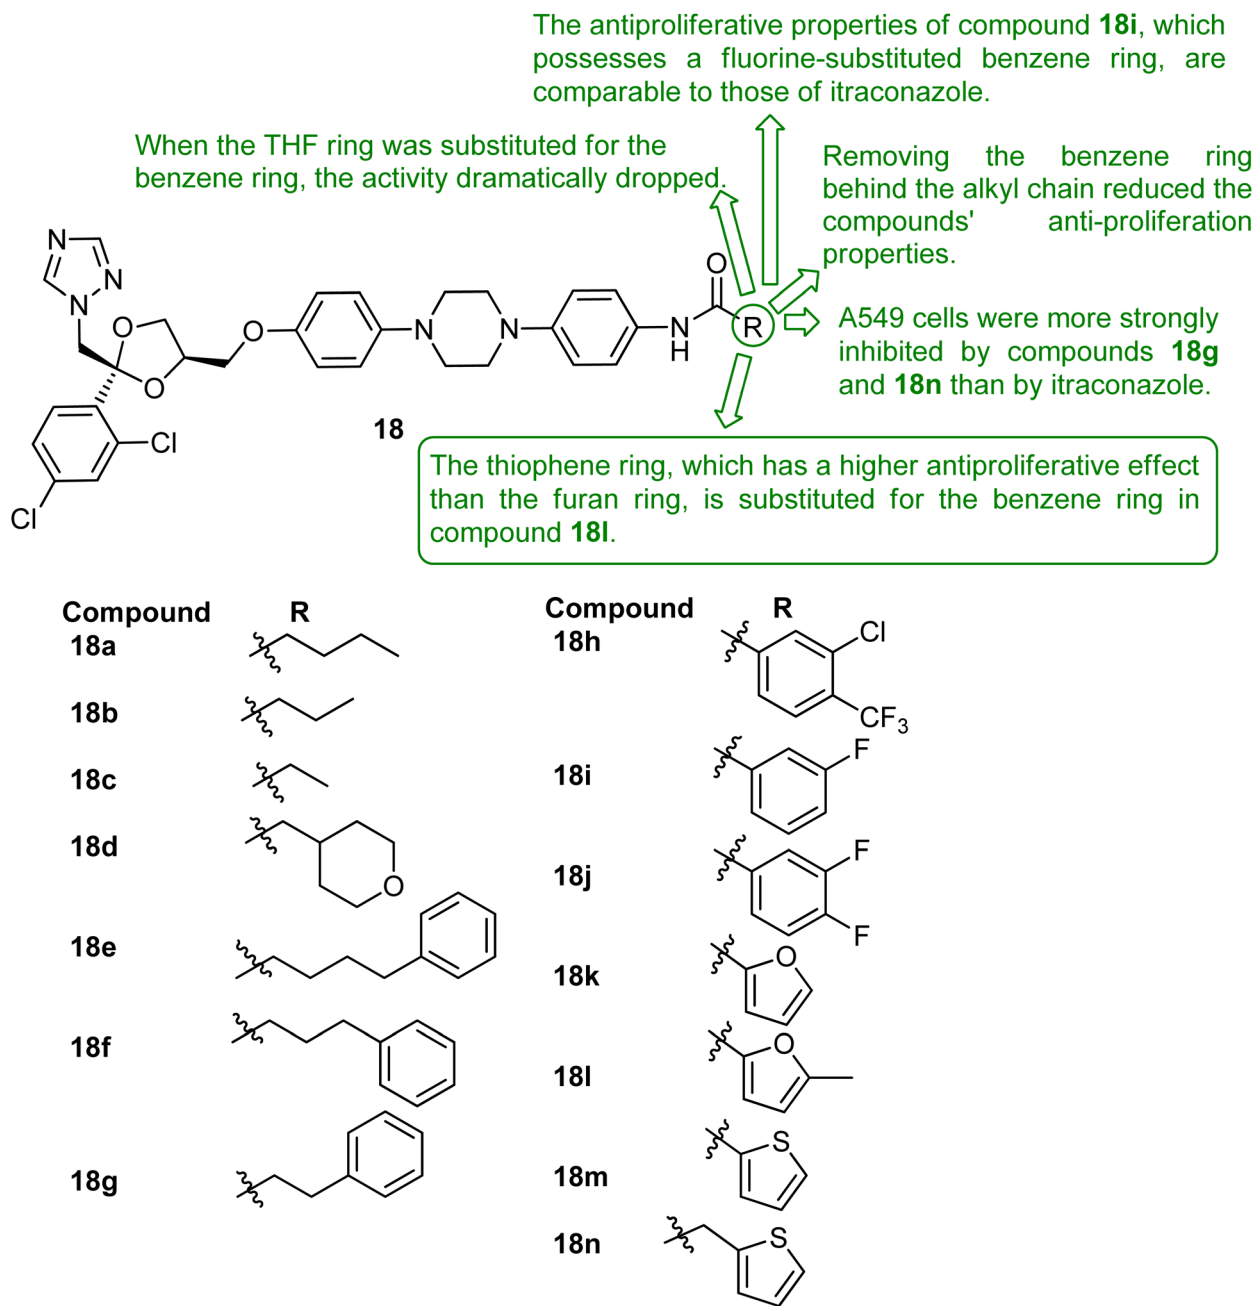 The antiproliferative properties of compound 18i, which
possesses a fluorine-substituted benzene ring, are
comparable to those of itraconazole.
When the THF ring was substituted for the
benzene ring, the activity dramatically dropped.
Removing the benzene ring
behind the alkyl chain reduced the
compounds' anti-proliferation
properties.
N
N
N
O
O
O
N
N
N
H
O
R
Cl
Cl
18
A549 cells were more strongly
inhibited by compounds 18g
and 18n than by itraconazole.
The thiophene ring, which has a higher antiproliferative effect
than the furan ring, is substituted for the benzene ring in
compound 18l.
Compound R
18a
18b
18c
18d
O
18e
18f
18g
Compound R
18h
Cl
CF3
18i
F
18j
F
F
18k
O
18l
O
18m
S
18n
S